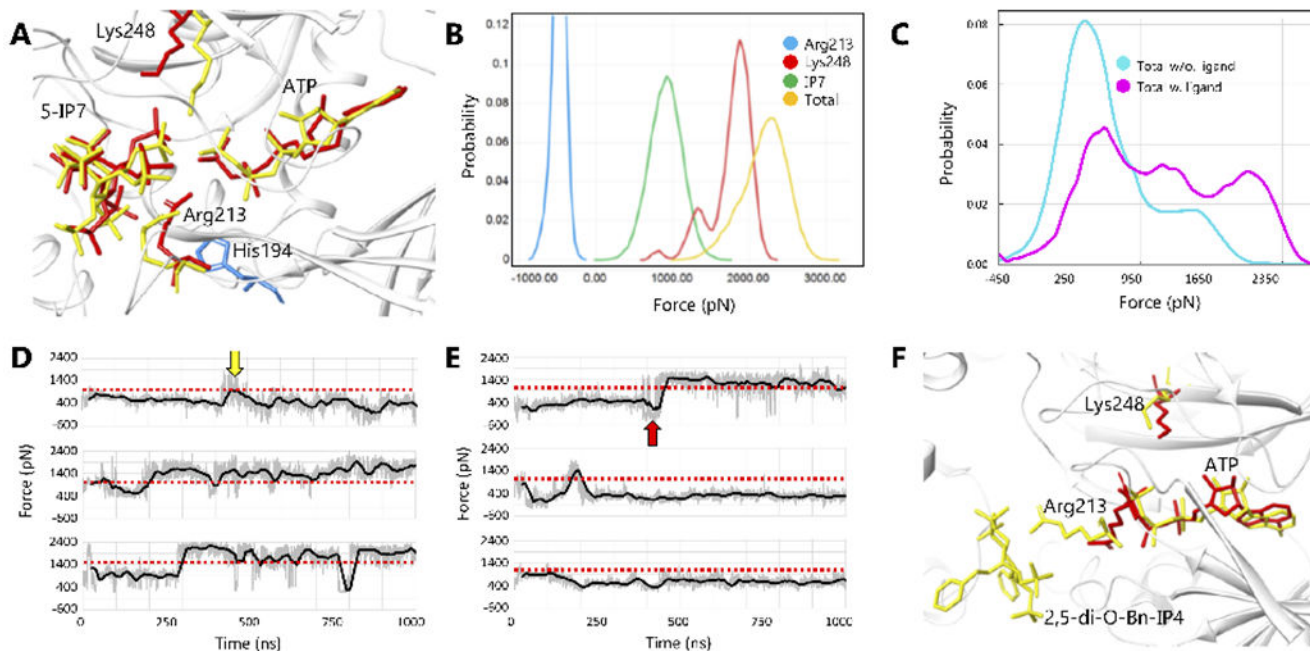 A
Lys248
ATP
5-IP7
Arg213
His194
B
0.12
0.1
0.08
0.06
0.04
0.02
0
Probability
Arg213
Lys248
IP7
Total
-1000.00 0.00 1000.00 2000.00 3000.00
Force (pN)
C
0.08
0.06
0.04
0.02
0.00
Probability
Total w/o. ligand
Total w. ligand
-450 250 950 1650 2350
Force (pN)
D
2400
1400
400
-600
2400
1400
400
-600
2400
1400
400
-600
Force (pN)
0 250 500 750 1000
Time (ns)
E
2400
1400
400
-600
2400
1400
400
-600
2400
1400
400
-600
Force (pN)
0 250 500 750 1000
Time (ns)
F
Lys248
ATP
Arg213
2,5-di-O-Bn-IP4